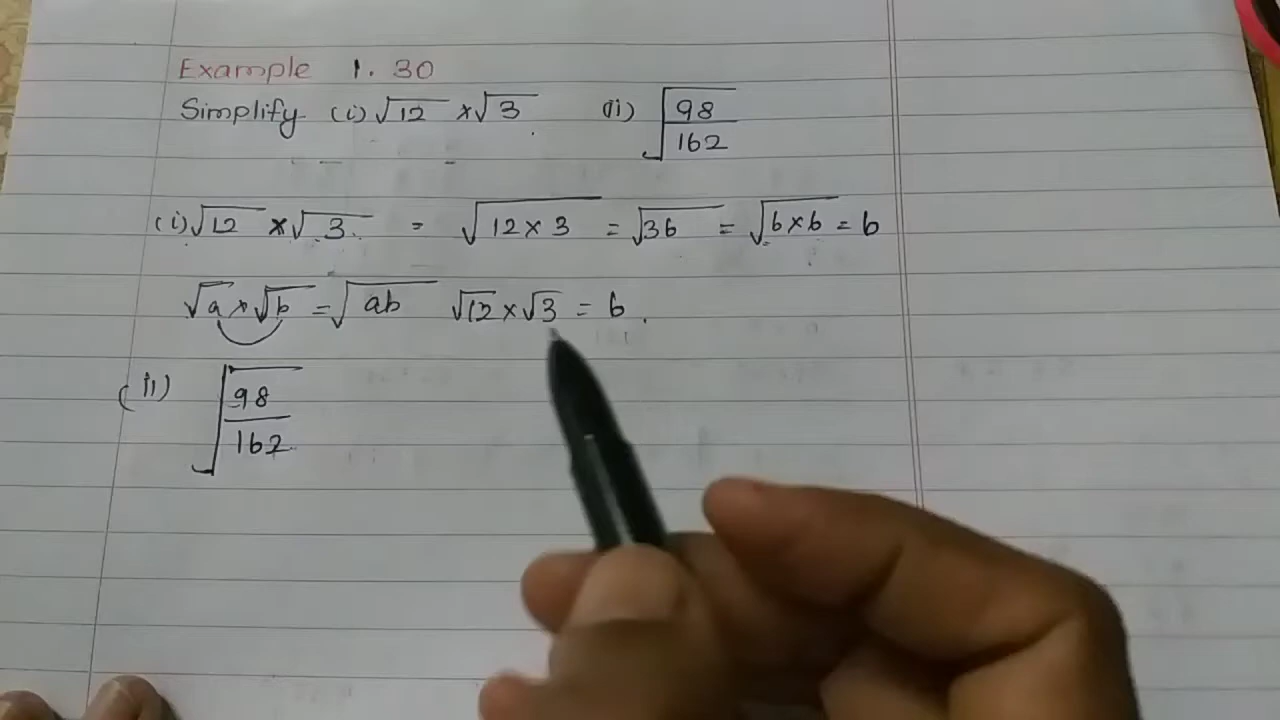 Example 1.30
Simplify (i) √12 × √3 (ii) √(98/162)
(i) √12 × √3 = √(12×3) = √36 = √(6×6) = 6
√a × √b = √ab √12 × √3 = 6.
(ii) √(98/162)